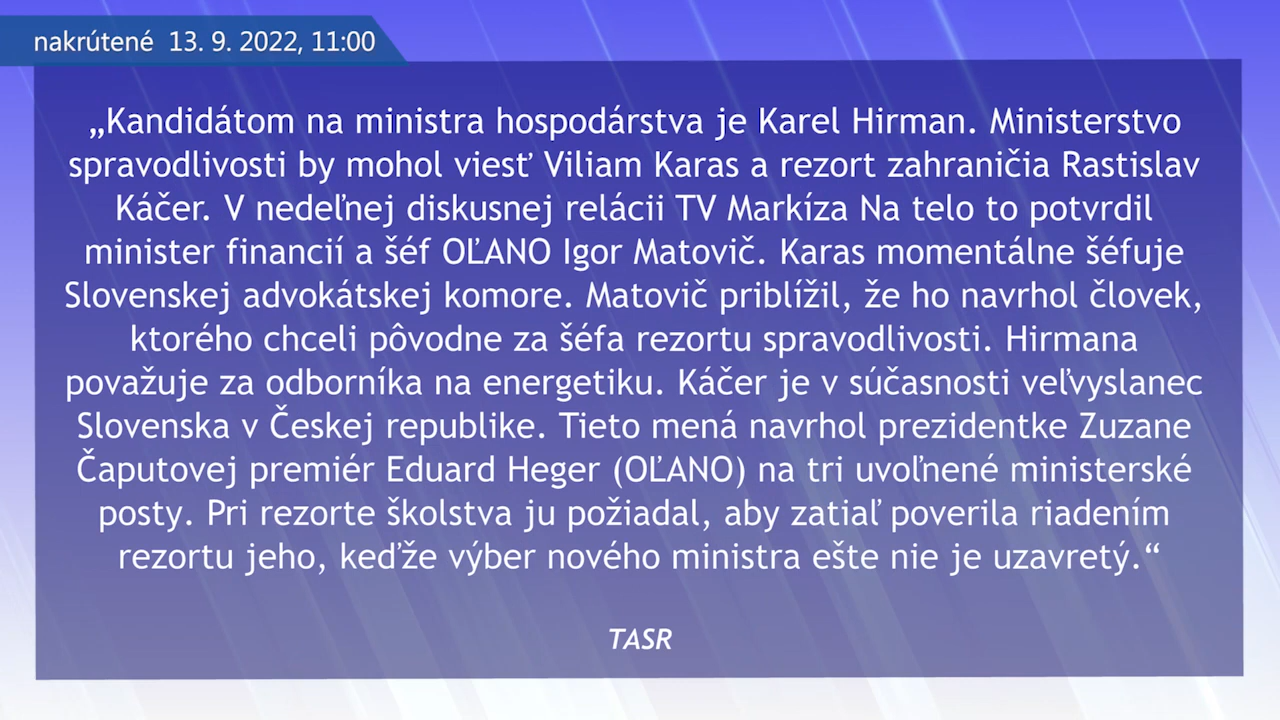 nakrútené 13. 9. 2022, 11:00
„Kandidátom na ministra hospodárstva je Karel Hirman. Ministerstvo
spravodlivosti by mohol viesť Viliam Karas a rezort zahraničia Rastislav
Káčer. V nedeľnej diskusnej relácii TV Markíza Na telo to potvrdil
minister financií a šéf OĽANO Igor Matovič. Karas momentálne šéfuje
Slovenskej advokátskej komore. Matovič priblížil, že ho navrhol človek,
ktorého chceli pôvodne za šéfa rezortu spravodlivosti. Hirmana
považuje za odborníka na energetiku. Káčer je v súčasnosti veľvyslanec
Slovenska v Českej republike. Tieto mená navrhol prezidentke Zuzane
Čaputovej premiér Eduard Heger (OĽANO) na tri uvoľnené ministerské
posty. Pri rezorte školstva ju požiadal, aby zatiaľ poverila riadením
rezortu jeho, keďže výber nového ministra ešte nie je uzavretý.“
TASR